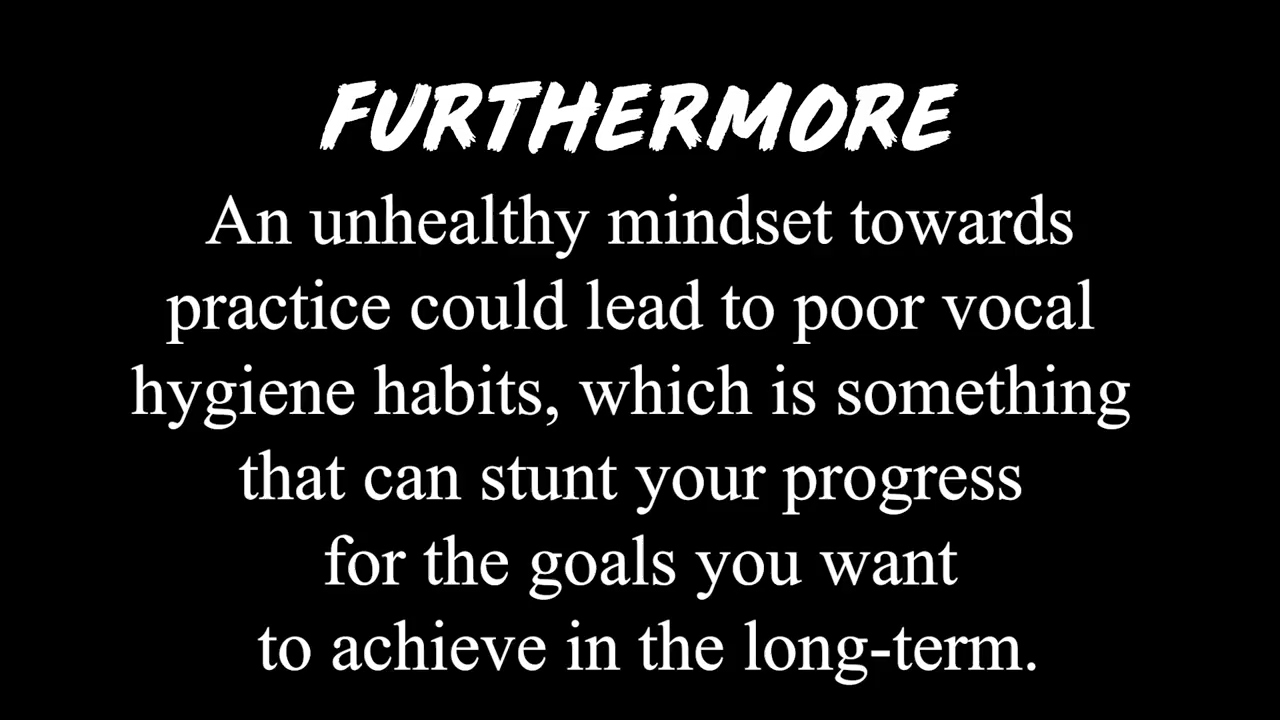 FURTHERMORE
An unhealthy mindset towards
practice could lead to poor vocal
hygiene habits, which is something
that can stunt your progress
for the goals you want
to achieve in the long-term.